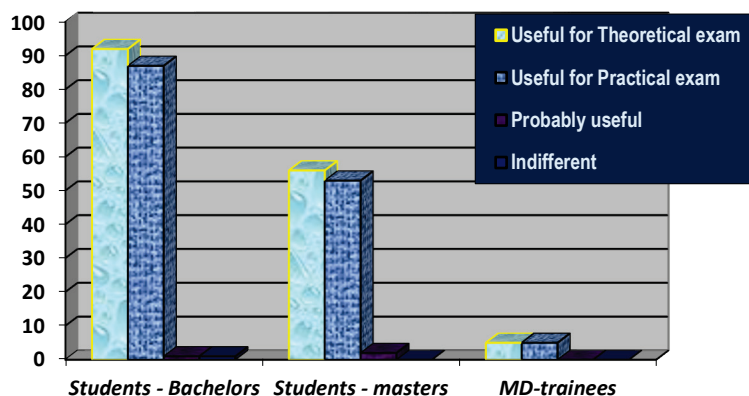 100
90
80
70
60
50
40
30
20
10
0
Useful for Theoretical exam
Useful for Practical exam
Probably useful
Indifferent
Students - Bachelors Students - masters MD-trainees